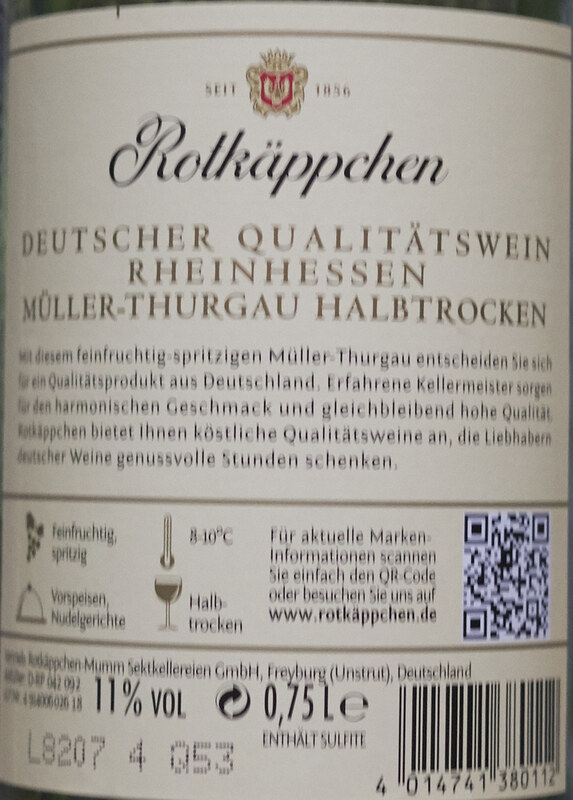 SEIT 1856
Rotkäppchen
DEUTSCHER QUALITÄTSWEIN
RHEINHESSEN
MÜLLER-THURGAU HALBTROCKEN
Mit diesem feinfruchtig-spritzigen Müller-Thurgau entscheiden Sie sich
für ein Qualitätsprodukt aus Deutschland. Erfahrene Kellermeister sorgen
für den harmonischen Geschmack und gleichbleibend hohe Qualität.
Rotkäppchen bietet Ihnen köstliche Qualitätsweine an, die Liebhabern
deutscher Weine genussvolle Stunden schenken.
feinfruchtig,
spritzig
8-10°C
Vorspeisen,
Nudelgerichte
Halb-
trocken
Für aktuelle Marken-
Informationen scannen
Sie einfach den QR-Code
oder besuchen Sie uns auf
www.rotkäppchen.de
Rotkäppchen-Mumm Sektkellereien GmbH, Freyburg (Unstrut), Deutschland
11% VOL 0,75 L e
ENTHÄLT SULFITE
L8207 4 053
4 014741 380112